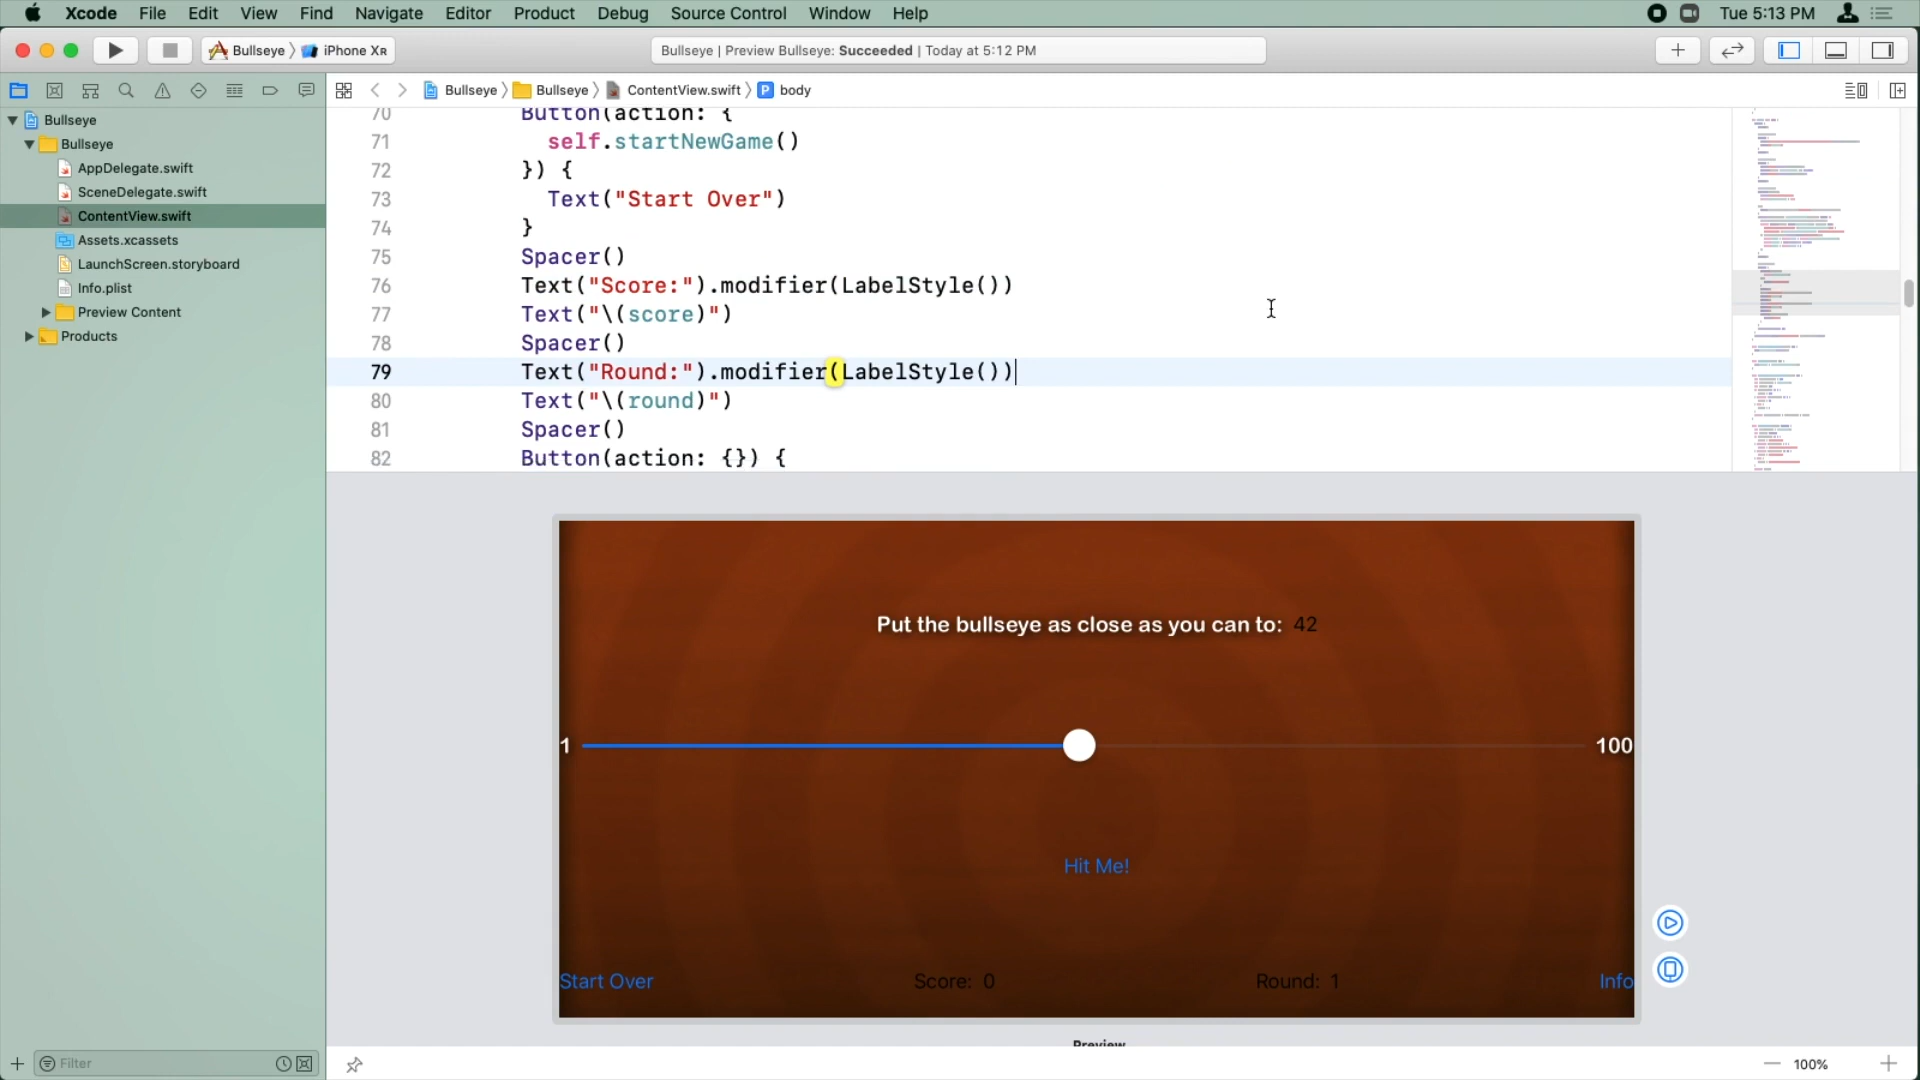 Xcode File Edit View Find Navigate Editor Product Debug Source Control Window Help Tue 5:13 PM
Bullseye iPhone XR Bullseye | Preview Bullseye: Succeeded | Today at 5:12 PM
Bullseye Bullseye ContentView.swift body
Bullseye
Bullseye
AppDelegate.swift
SceneDelegate.swift
ContentView.swift
Assets.xcassets
LaunchScreen.storyboard
Info.plist
Preview Content
Products
Filter
70 Button(action: {
71 self.startNewGame()
72 }) {
73 Text("Start Over")
74 }
75 Spacer()
76 Text("Score:").modifier(LabelStyle())
77 Text("\(score)")
78 Spacer()
79 Text("Round:").modifier(LabelStyle())
80 Text("\(round)")
81 Spacer()
82 Button(action: {}) {
Put the bullseye as close as you can to: 42
1 100
Hit Me!
Start Over Score: 0 Round: 1 Info
Preview
100%